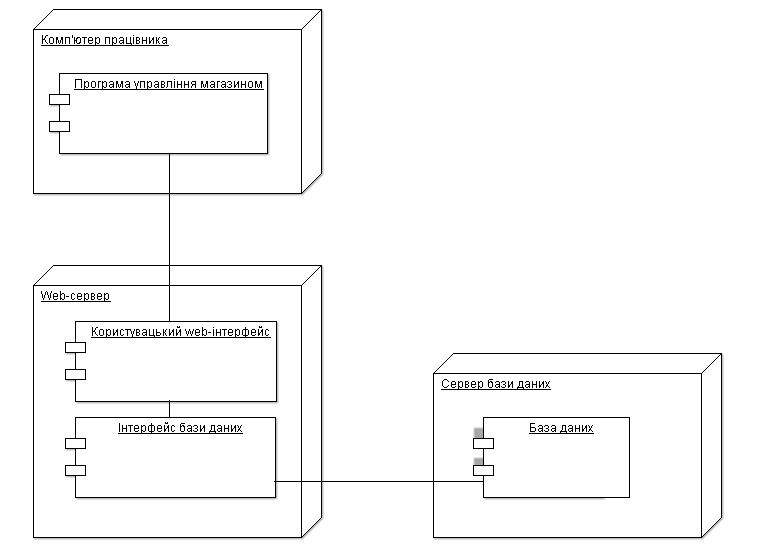 Комп'ютер працівника
Програма управління магазином
Web-сервер
Користувацький web-інтерфейс
Інтерфейс бази даних
Сервер бази даних
База даних